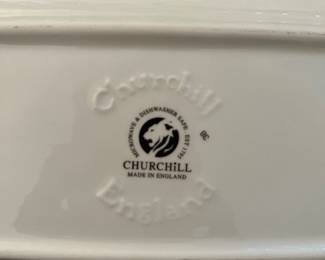 Churchill
MICROWAVE & DISHWASHER SAFE. EST 1795
CHURCHiLL
MADE IN ENGLAND
England